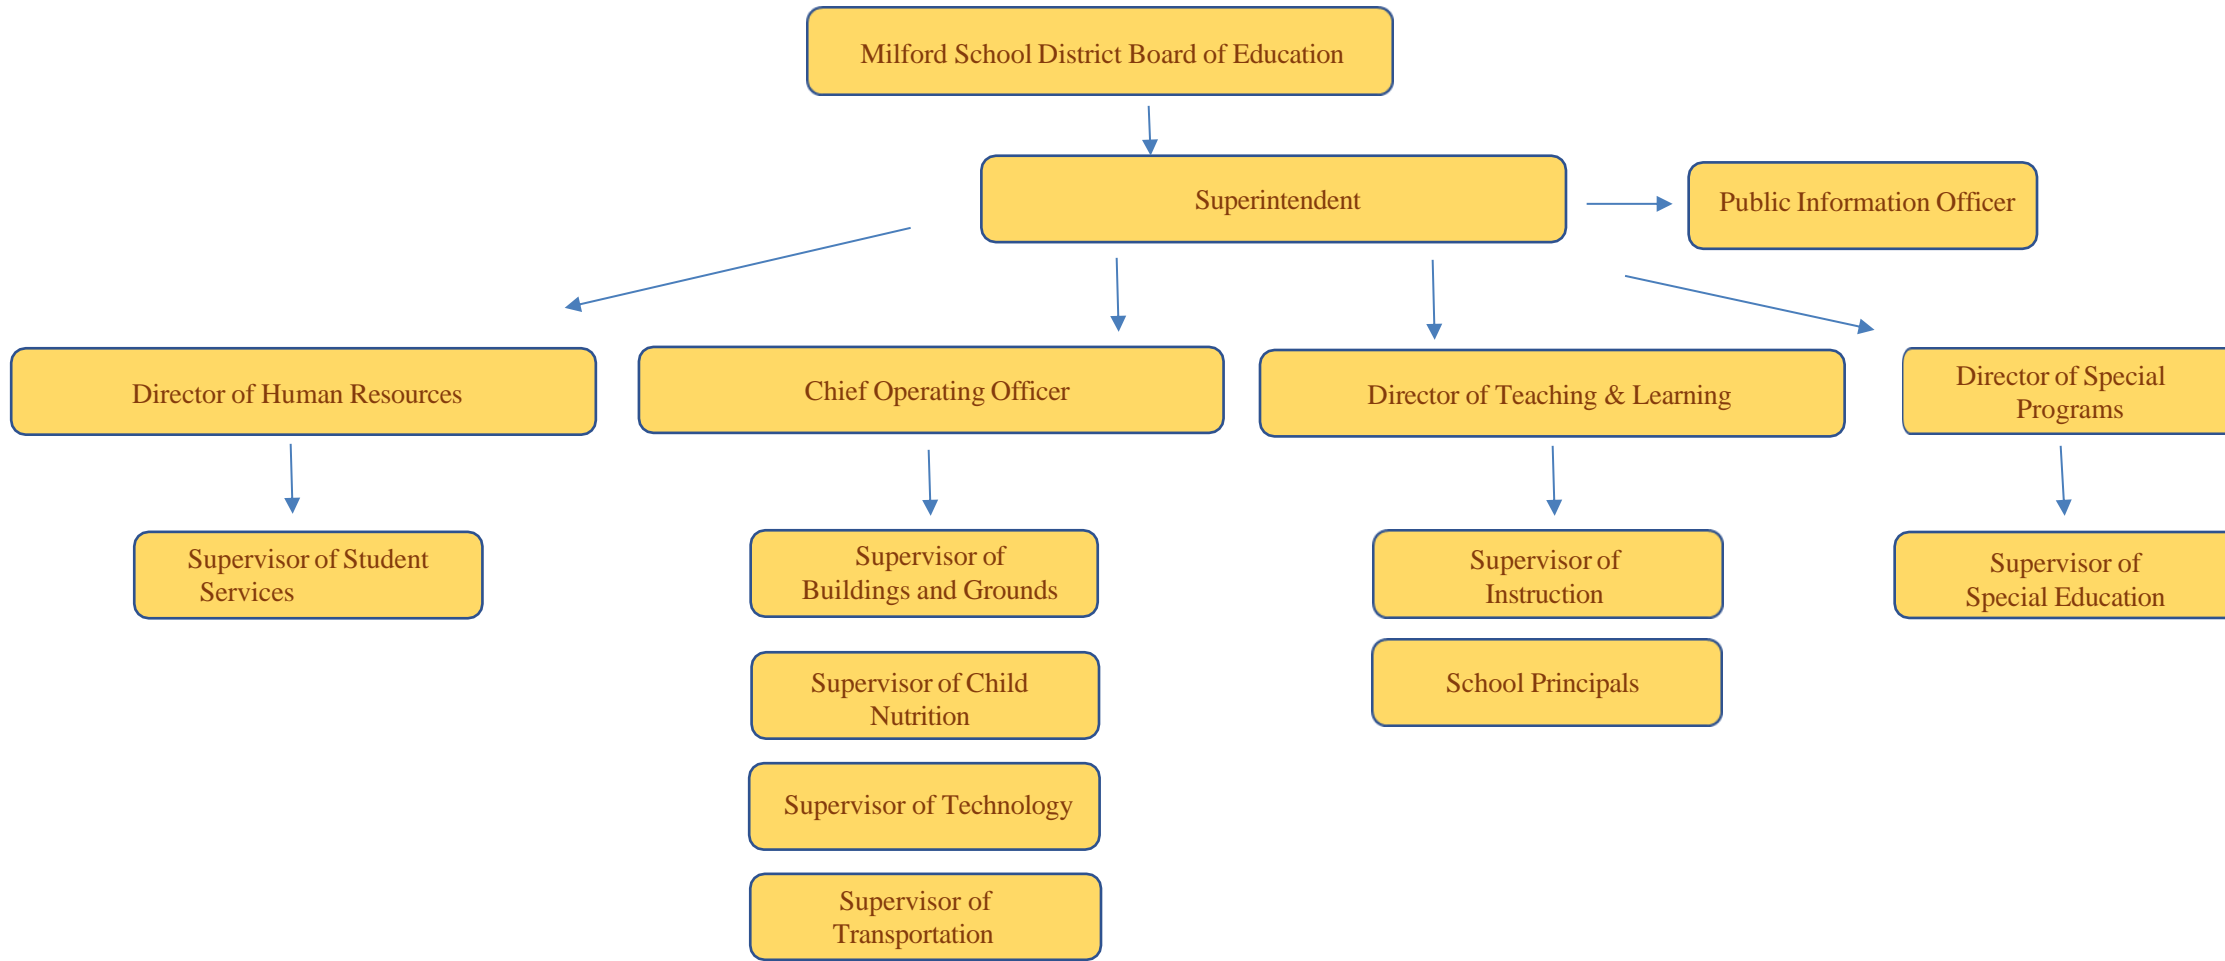 Milford School District Board of Education
Superintendent
Public Information Officer
Director of Human Resources
Chief Operating Officer
Director of Teaching & Learning
Director of Special
Programs
Supervisor of Student
Services
Supervisor of
Buildings and Grounds
Supervisor of
Instruction
Supervisor of
Special Education
Supervisor of Child
Nutrition
School Principals
Supervisor of Technology
Supervisor of
Transportation